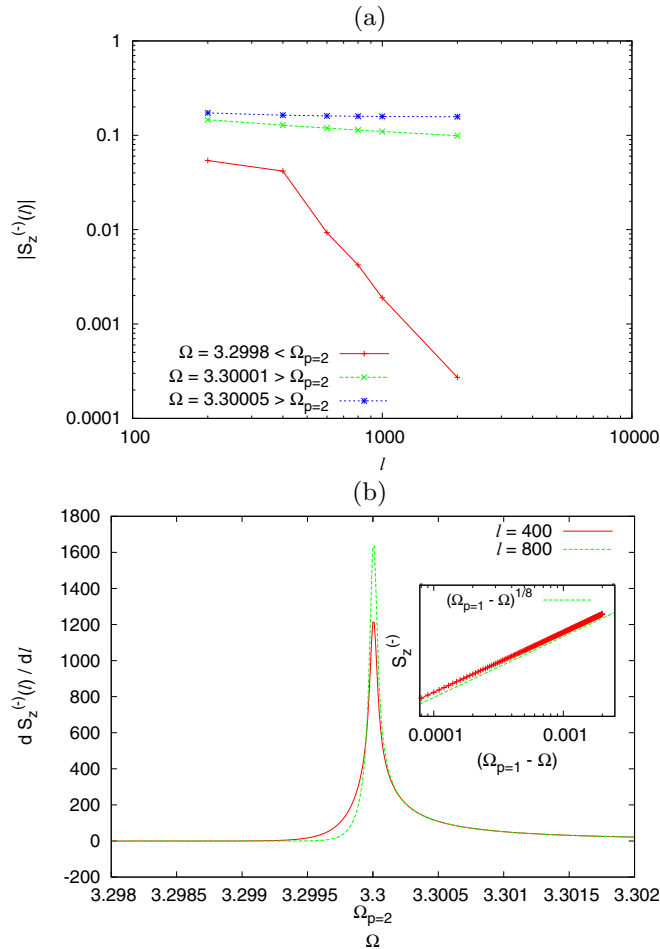 (a)
1
0.1
0.01
0.001
0.0001
|S_z^(-)(l)|
Ω = 3.2998 < Ω_p=2
Ω = 3.30001 > Ω_p=2
Ω = 3.30005 > Ω_p=2
100 1000 10000
l
(b)
1800
1600
1400
1200
1000
800
600
400
200
0
-200
d S_z^(-)(l) / dl
l = 400
l = 800
(Ω_p=1 - Ω)^1/8
S_z^(-)
0.0001 0.001
(Ω_p=1 - Ω)
3.298 3.2985 3.299 3.2995 3.3 3.3005 3.301 3.3015 3.302
Ω_p=2
Ω